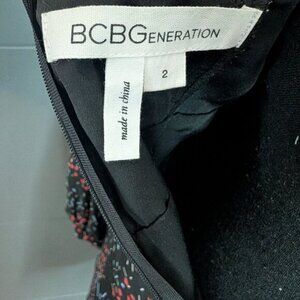 BCBGENERATION
2
made in china